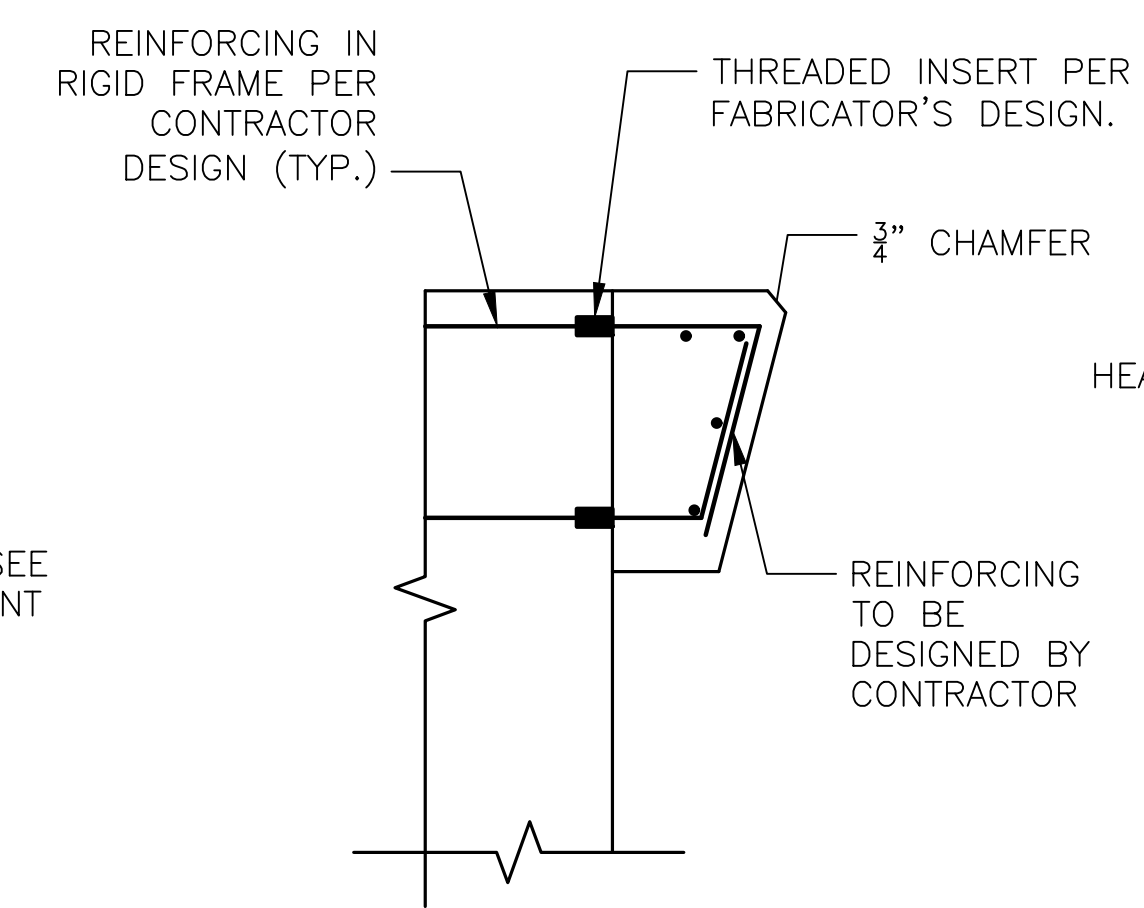 REINFORCING IN
RIGID FRAME PER
CONTRACTOR
DESIGN (TYP.)
THREADED INSERT PER
FABRICATOR'S DESIGN.
3/4" CHAMFER
SEE
REINFORCING
TO BE
DESIGNED BY
CONTRACTOR